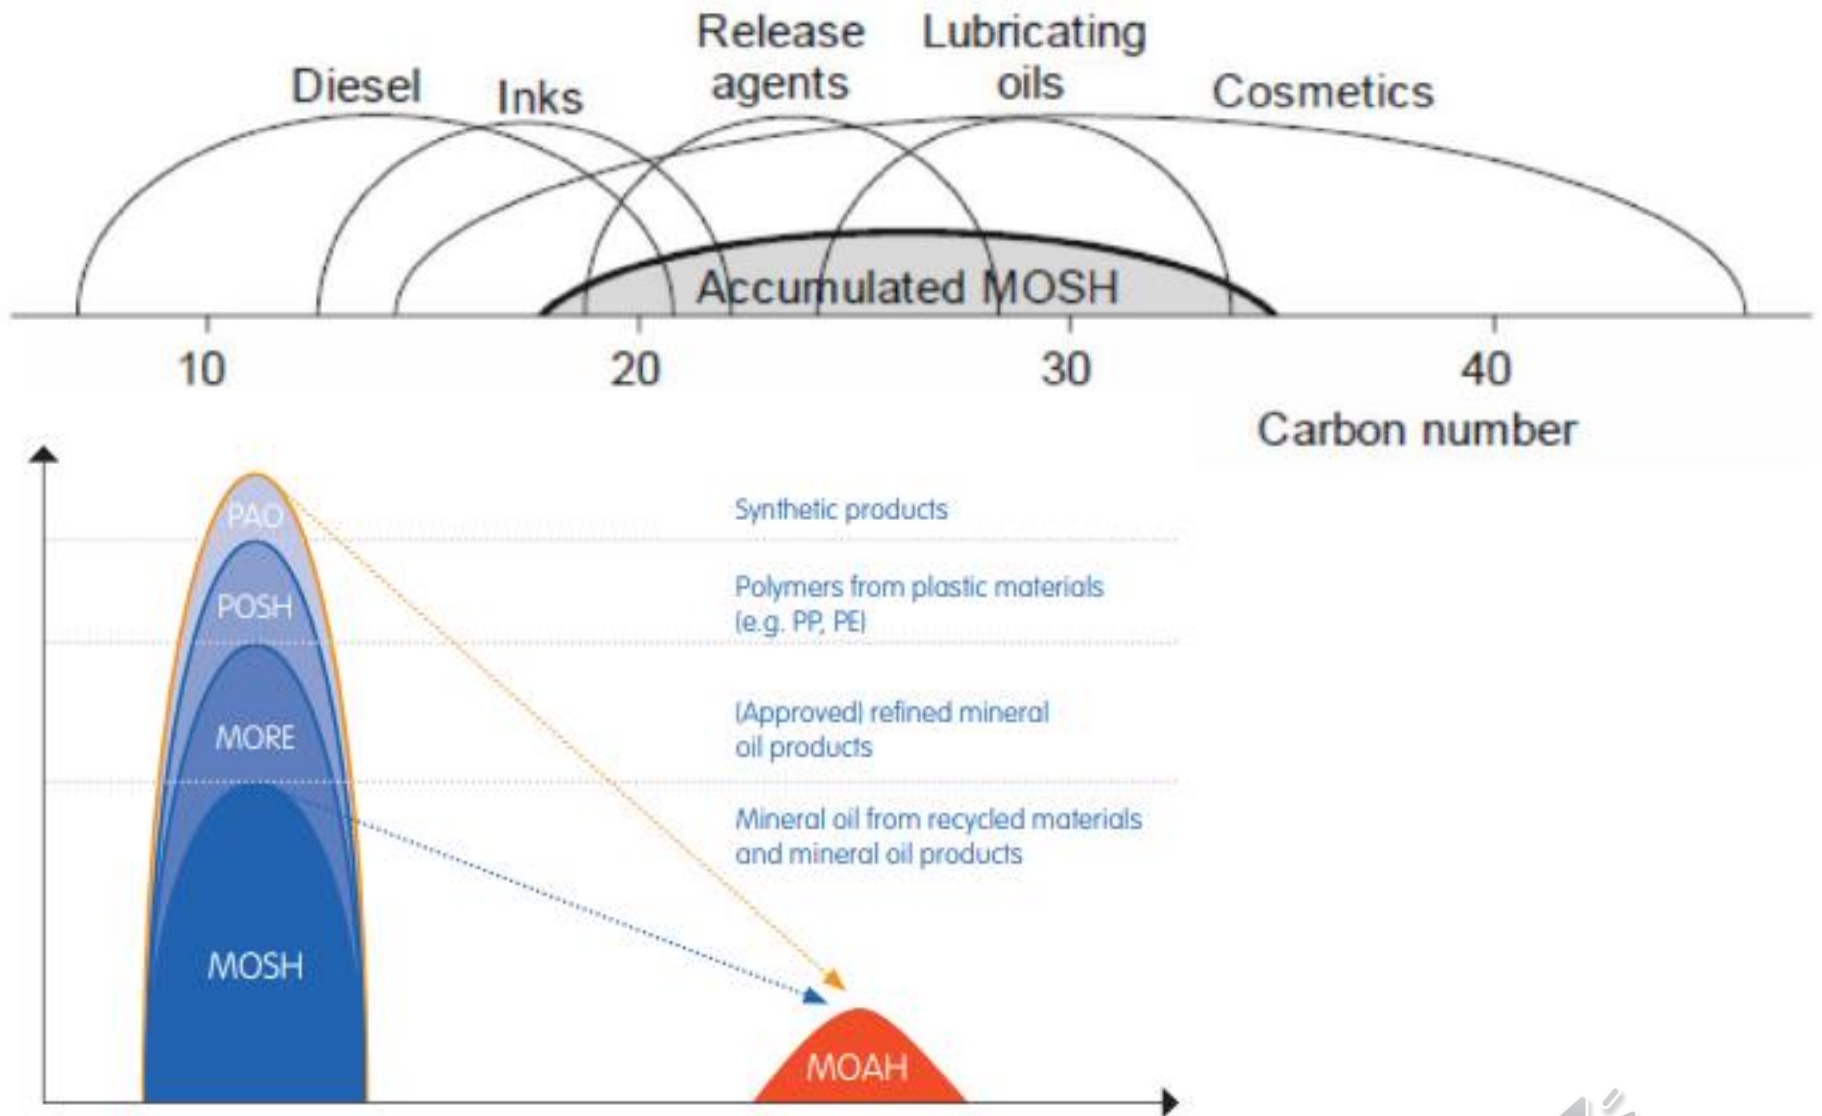 Release
agents
Lubricating
oils
Diesel
Inks
Cosmetics
Accumulated MOSH
10
20
30
40
Carbon number
PAO
Synthetic products
POSH
Polymers from plastic materials
(e.g. PP, PE)
MORE
(Approved) refined mineral
oil products
Mineral oil from recycled materials
and mineral oil products
MOSH
MOAH